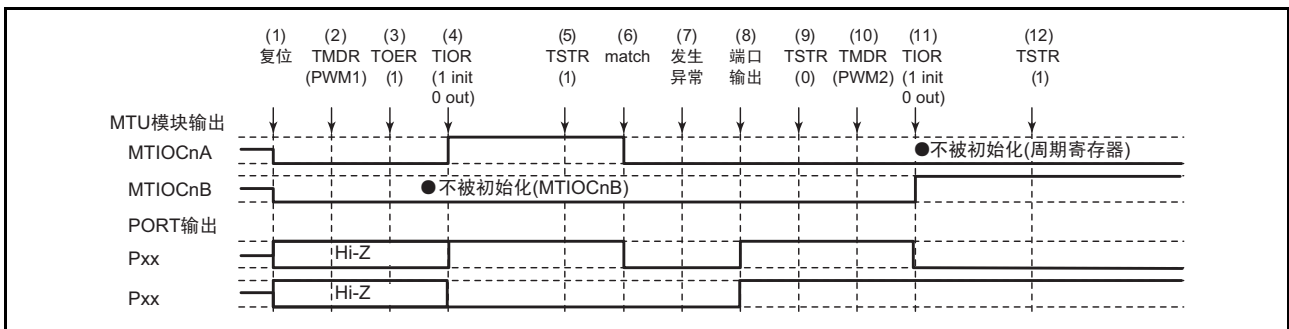 (1) (2) (3) (4) (5) (6) (7) (8) (9) (10) (11) (12)
复位 TMDR TOER TIOR TSTR match 发生 端口 TSTR TMDR TIOR TSTR
(PWM1) (1) (1 init (1) 异常 输出 (0) (PWM2) (1 init (1)
0 out) 0 out)
MTU模块输出
MTIOCnA ●不被初始化(周期寄存器)
MTIOCnB ●不被初始化(MTIOCnB)
PORT输出
Pxx Hi-Z
Pxx Hi-Z